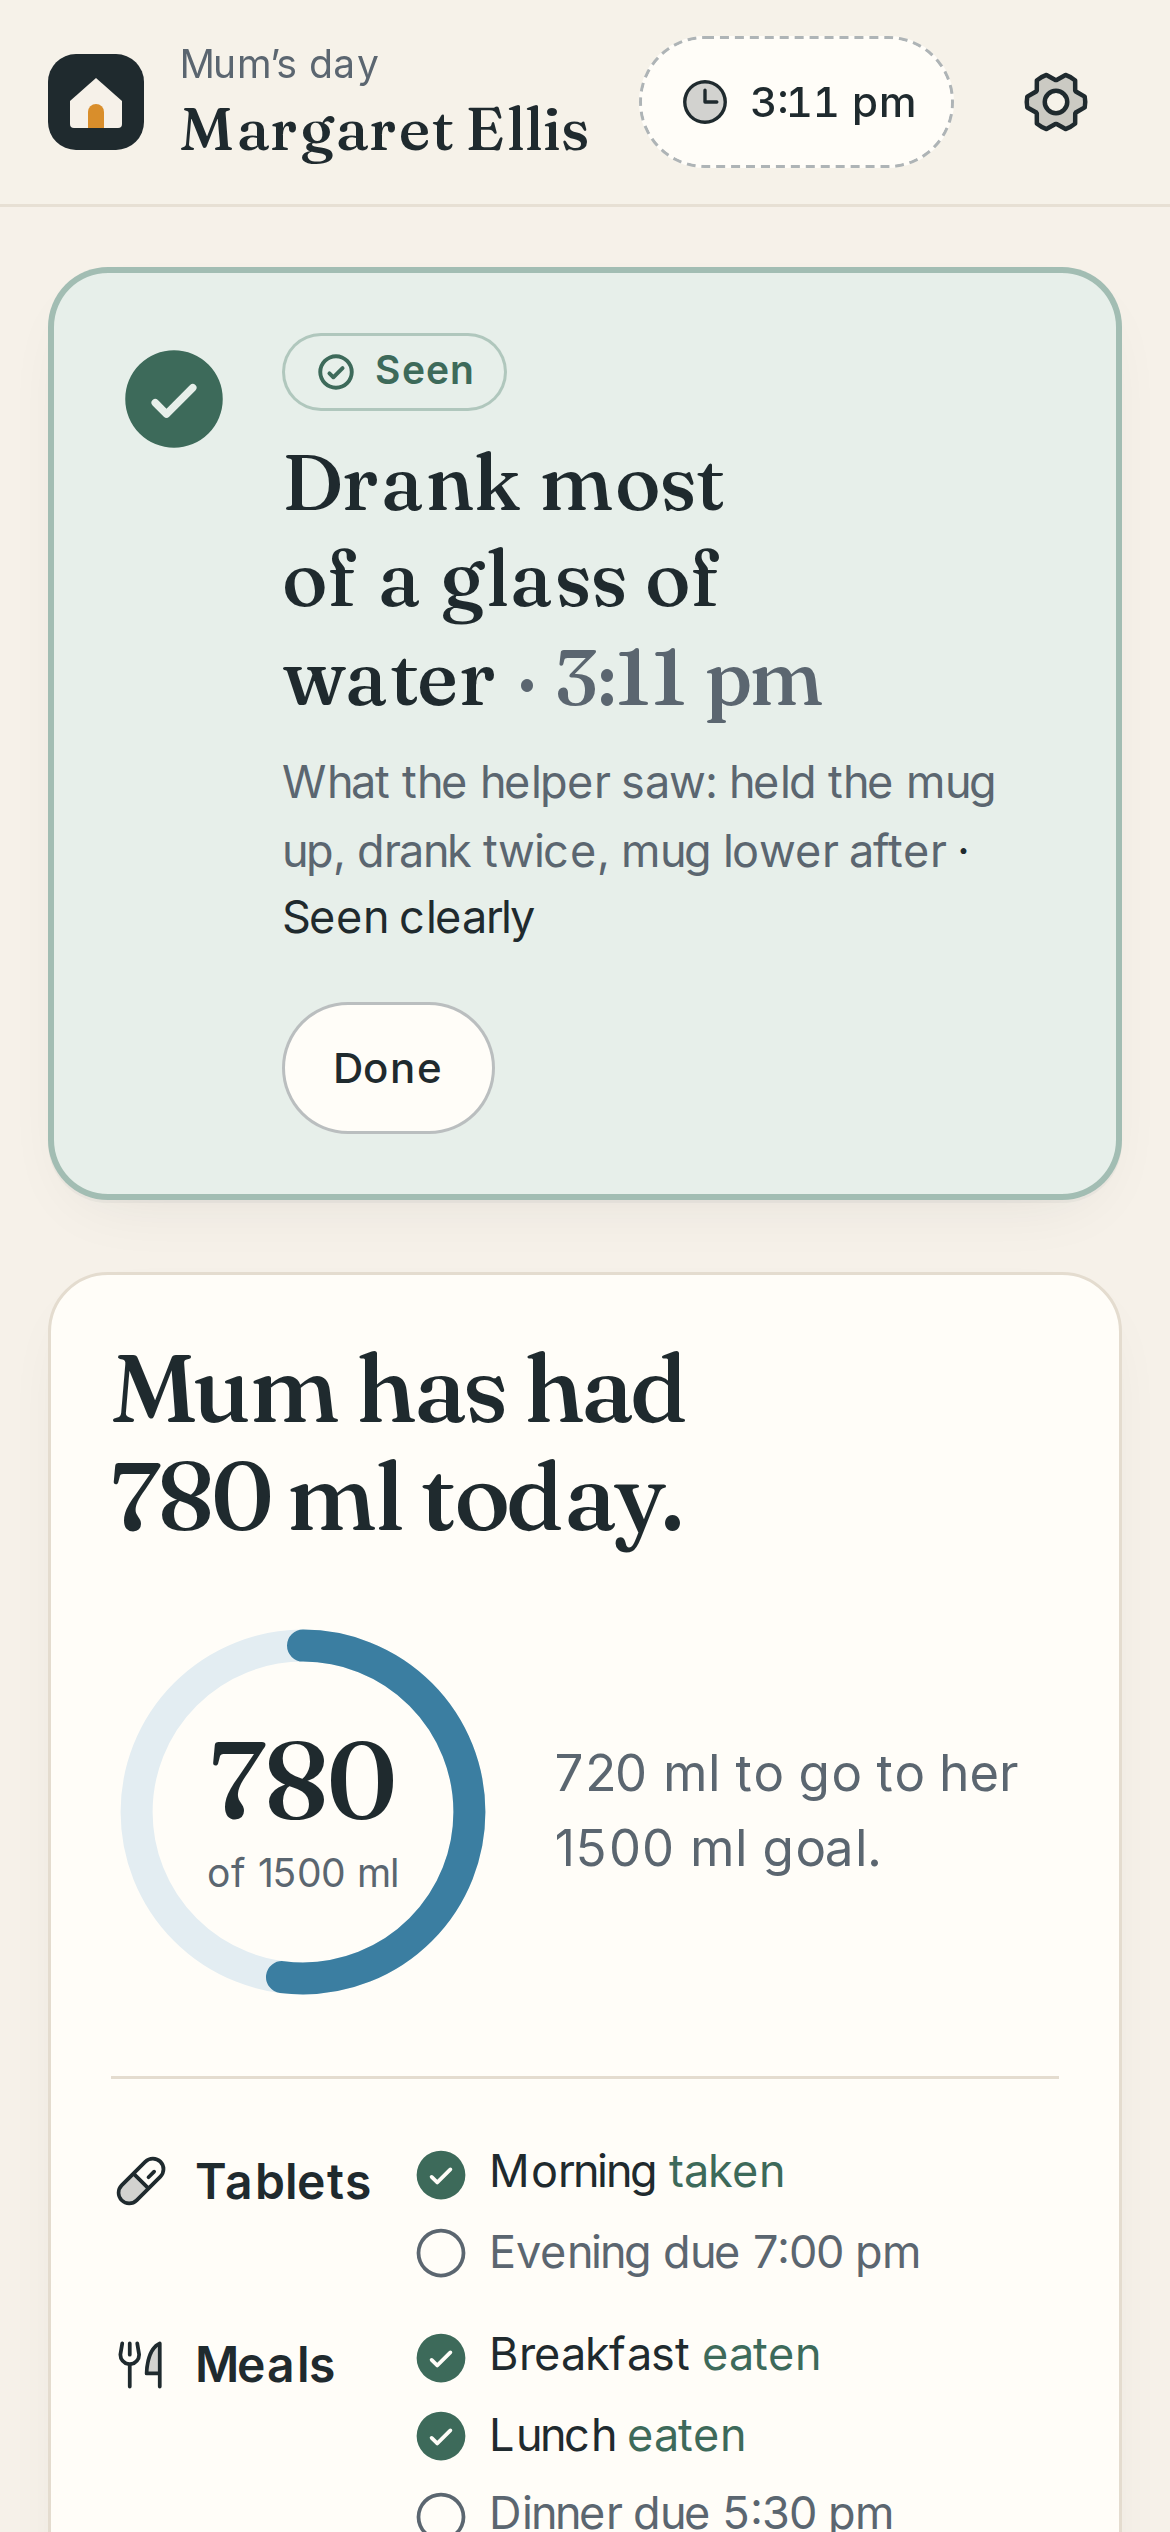 Mum’s day
Margaret Ellis
3:11 pm
Seen
Drank most
of a glass of
water · 3:11 pm
What the helper saw: held the mug
up, drank twice, mug lower after ·
Seen clearly
Done
Mum has had
780 ml today.
780
of 1500 ml
720 ml to go to her
1500 ml goal.
Tablets
Morning taken
Evening due 7:00 pm
Meals
Breakfast eaten
Lunch eaten
Dinner due 5:30 pm